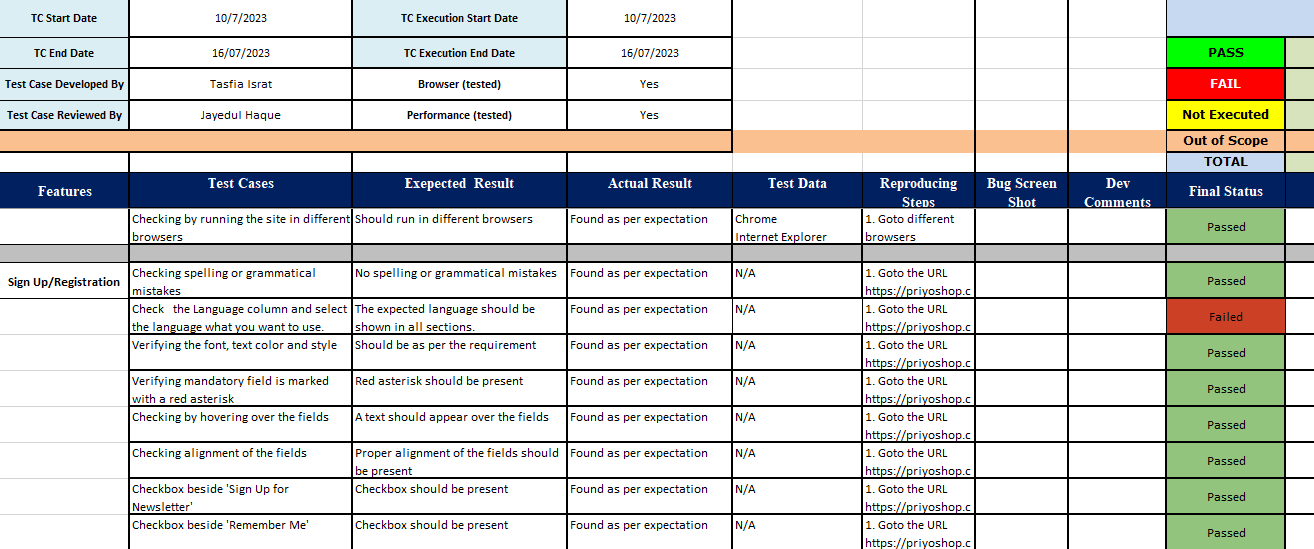 TC Start Date 10/7/2023 TC Execution Start Date 10/7/2023
TC End Date 16/07/2023 TC Execution End Date 16/07/2023 PASS
Test Case Developed By Tasfia Israt Browser (tested) Yes FAIL
Test Case Reviewed By Jayedul Haque Performance (tested) Yes Not Executed
Out of Scope
TOTAL
Features Test Cases Exepected Result Actual Result Test Data Reproducing Steps Bug Screen Shot Dev Comments Final Status
Checking by running the site in different Should run in different browsers Found as per expectation Chrome 1. Goto different Passed
browsers Internet Explorer browsers
Sign Up/Registration Checking spelling or grammatical No spelling or grammatical mistakes Found as per expectation N/A 1. Goto the URL Passed
mistakes https://priyoshop.c
Check the Language column and select The expected language should be Found as per expectation N/A 1. Goto the URL Failed
the language what you want to use. shown in all sections. https://priyoshop.c
Verifying the font, text color and style Should be as per the requirement Found as per expectation N/A 1. Goto the URL Passed
https://priyoshop.c
Verifying mandatory field is marked Red asterisk should be present Found as per expectation N/A 1. Goto the URL Passed
with a red asterisk https://priyoshop.c
Checking by hovering over the fields A text should appear over the fields Found as per expectation N/A 1. Goto the URL Passed
https://priyoshop.c
Checking alignment of the fields Proper alignment of the fields should Found as per expectation N/A 1. Goto the URL Passed
be present https://priyoshop.c
Checkbox beside 'Sign Up for Checkbox should be present Found as per expectation N/A 1. Goto the URL Passed
Newsletter' https://priyoshop.c
Checkbox beside 'Remember Me' Checkbox should be present Found as per expectation N/A 1. Goto the URL Passed
https://priyoshop.c